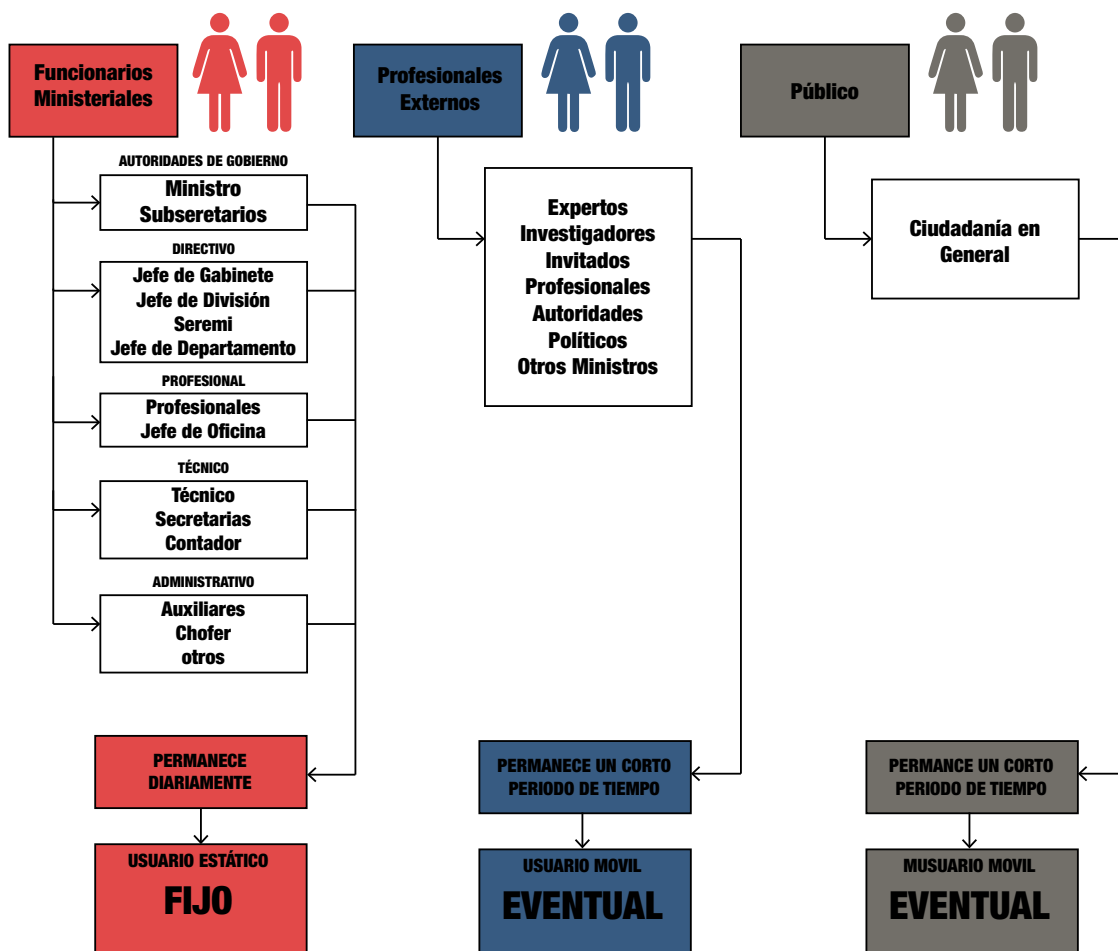 Funcionarios
Ministeriales
AUTORIDADES DE GOBIERNO
Ministro
Subseretarios
DIRECTIVO
Jefe de Gabinete
Jefe de División
Seremi
Jefe de Departamento
PROFESIONAL
Profesionales
Jefe de Oficina
TÉCNICO
Técnico
Secretarias
Contador
ADMINISTRATIVO
Auxiliares
Chofer
otros
PERMANECE
DIARIAMENTE
USUARIO ESTÁTICO
FIJO
Profesionales
Externos
Expertos
Investigadores
Invitados
Profesionales
Autoridades
Políticos
Otros Ministros
PERMANECE UN CORTO
PERIODO DE TIEMPO
USUARIO MOVIL
EVENTUAL
Público
Ciudadanía en
General
PERMANCE UN CORTO
PERIODO DE TIEMPO
MUSUARIO MOVIL
EVENTUAL